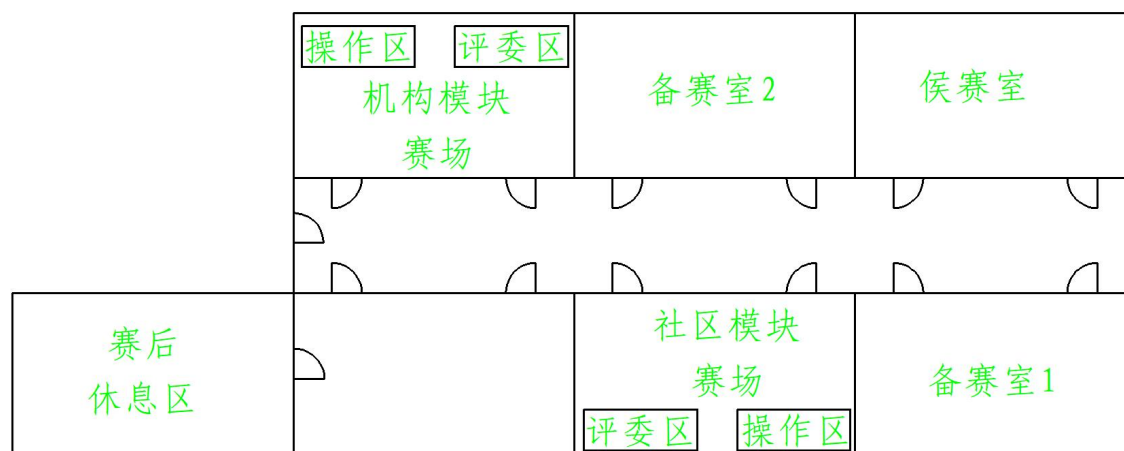 操作区 评委区
机构模块
赛场
备赛室2
侯赛室
赛后
休息区
社区模块
赛场
评委区 操作区
备赛室1